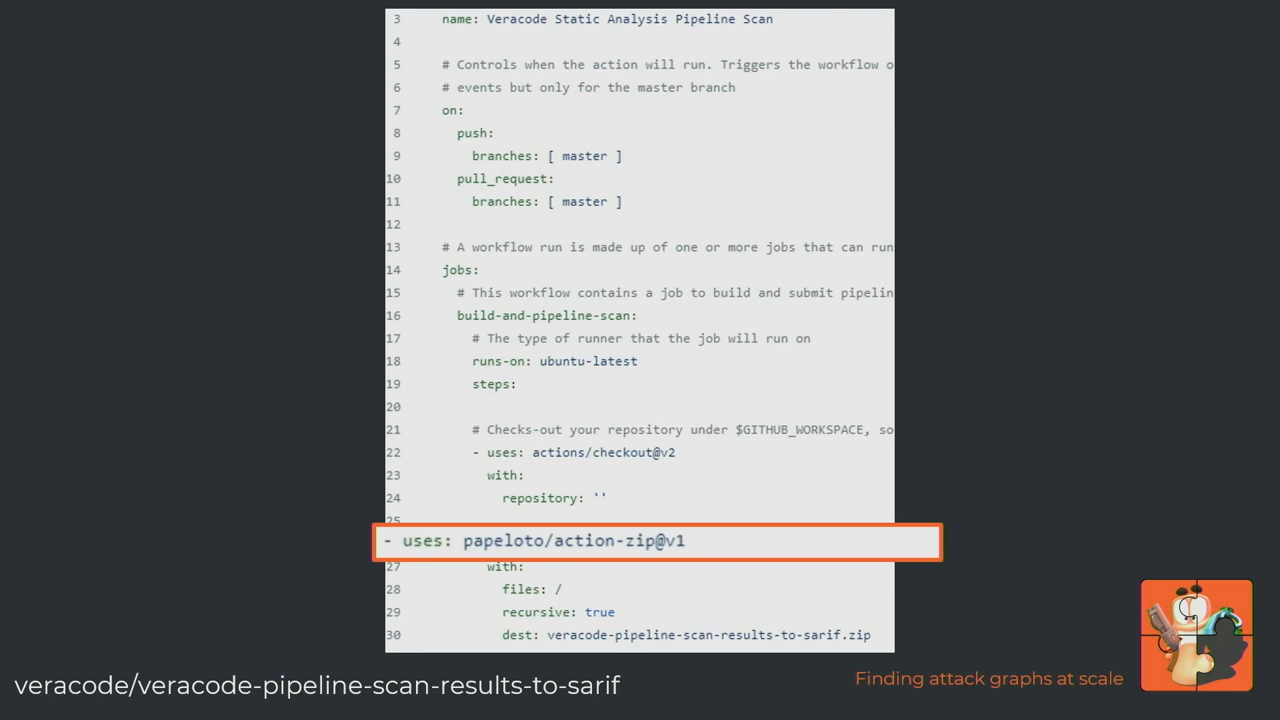 3 name: Veracode Static Analysis Pipeline Scan
4
5 # Controls when the action will run. Triggers the workflow o
6 # events but only for the master branch
7 on:
8 push:
9 branches: [ master ]
10 pull_request:
11 branches: [ master ]
12
13 # A workflow run is made up of one or more jobs that can run
14 jobs:
15 # This workflow contains a job to build and submit pipelin
16 build-and-pipeline-scan:
17 # The type of runner that the job will run on
18 runs-on: ubuntu-latest
19 steps:
20
21 # Checks-out your repository under $GITHUB_WORKSPACE, so
22 - uses: actions/checkout@v2
23 with:
24 repository: ''
25
- uses: papeloto/action-zip@v1
27 with:
28 files: /
29 recursive: true
30 dest: veracode-pipeline-scan-results-to-sarif.zip
veracode/veracode-pipeline-scan-results-to-sarif
Finding attack graphs at scale